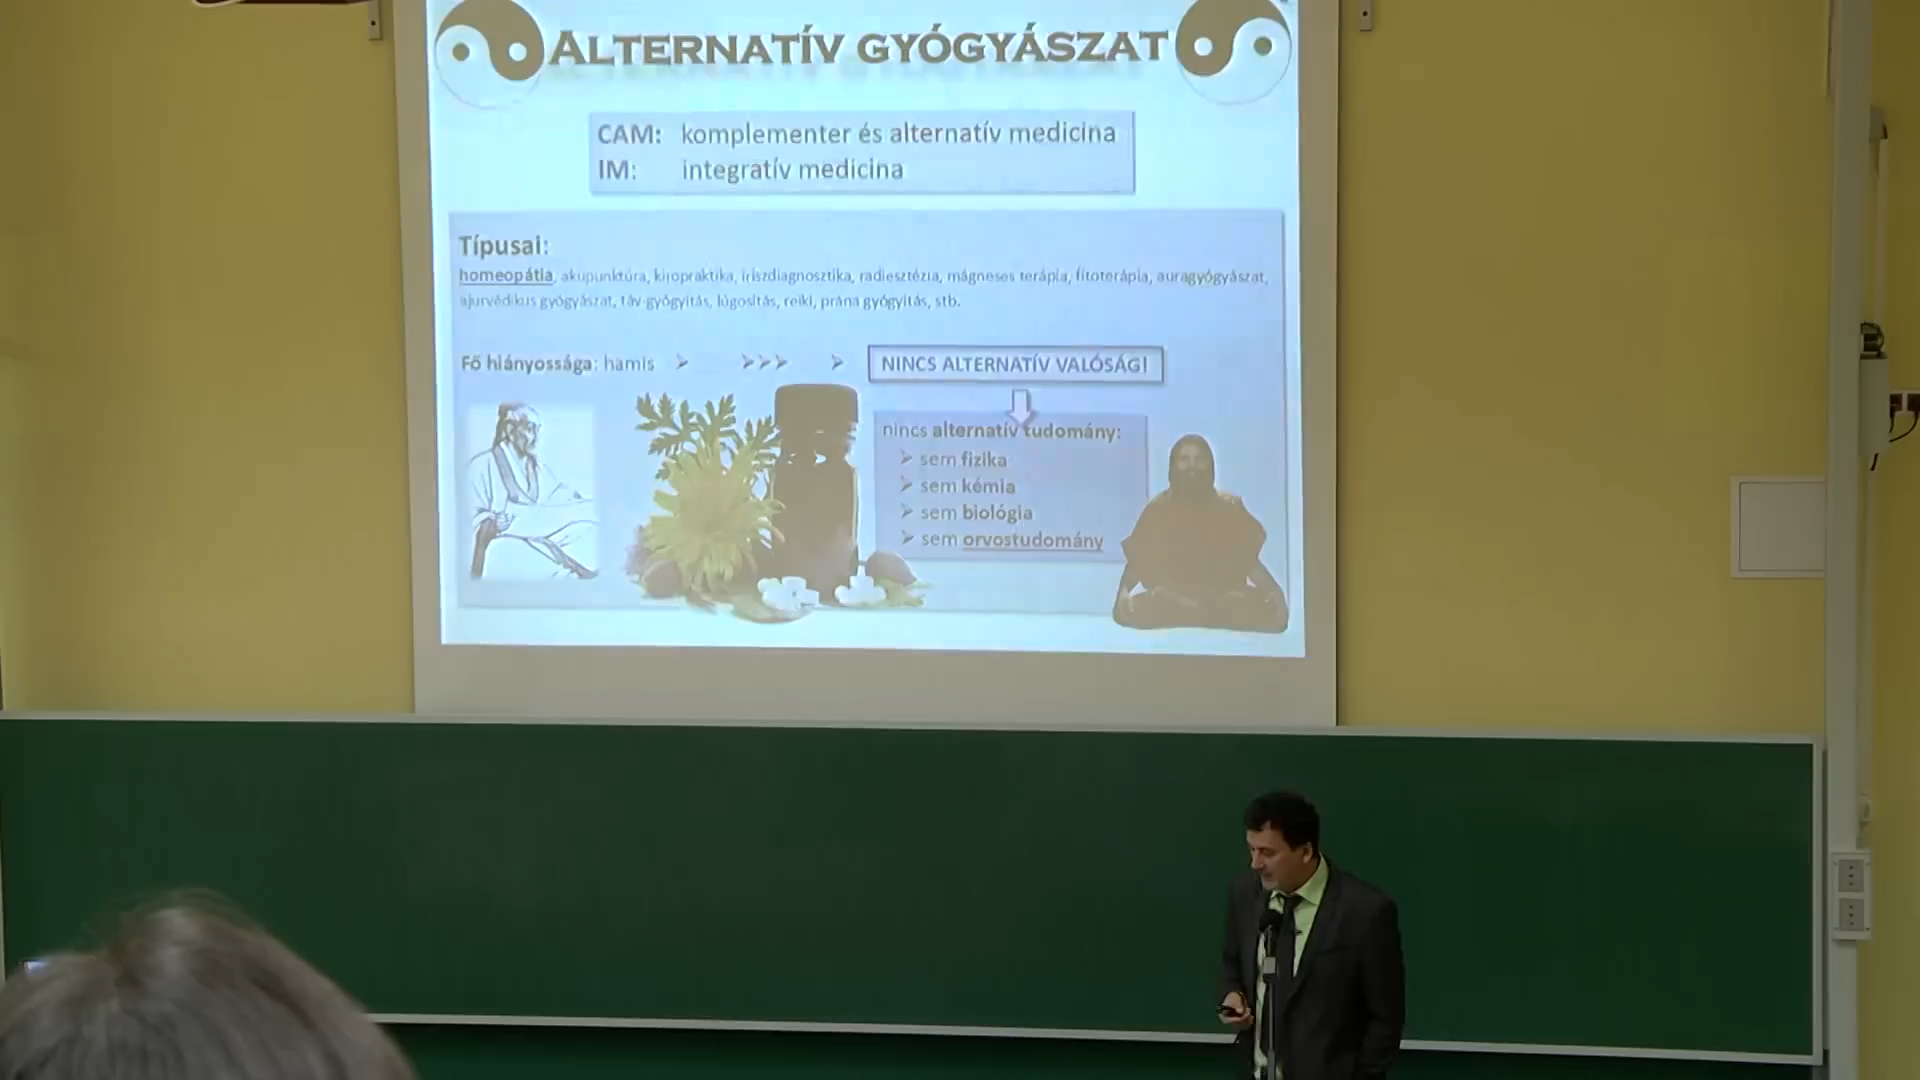 ALTERNATÍV GYÓGYÁSZAT
CAM: komplementer és alternatív medicina
IM: integratív medicina
Típusai:
homeopátia, akupunktúra, kiropraktika, íriszdiagnosztika, radiesztézia, mágneses terápia, fitoterápia, auragyógyászat,
ajurvédikus gyógyászat, táv-gyógyítás, lúgosítás, reiki, prána gyógyítás, stb.
Fő hiányossága: hamis ➢ ➢➢➢ ➢ NINCS ALTERNATÍV VALÓSÁG!
nincs alternatív tudomány:
➢ sem fizika
➢ sem kémia
➢ sem biológia
➢ sem orvostudomány